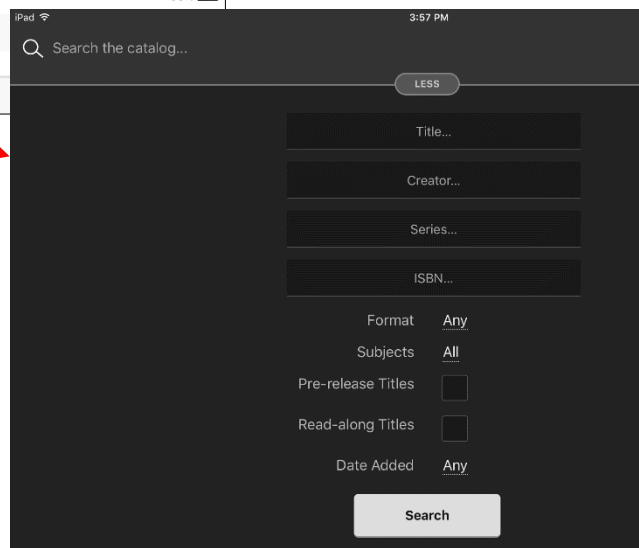 iPad 3:57 PM
Search the catalog...
LESS
Title...
Creator...
Series...
ISBN...
Format Any
Subjects All
Pre-release Titles
Read-along Titles
Date Added Any
Search